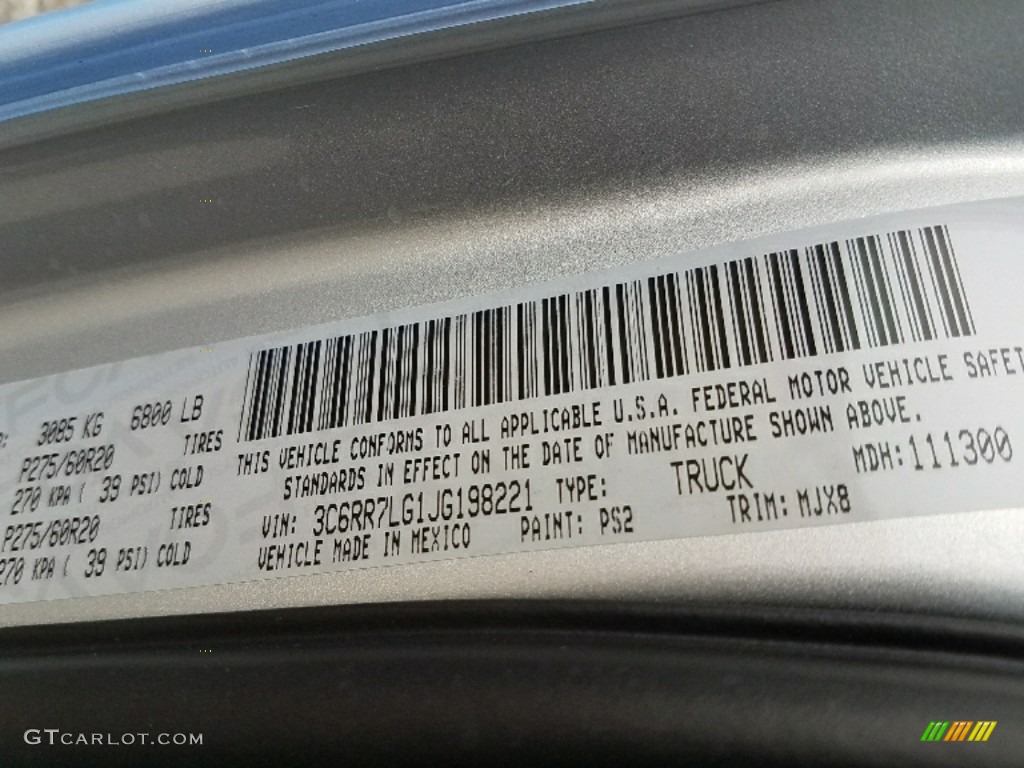 3085 KG 6800 LB
P275/60R20 TIRES
270 KPA ( 39 PSI) COLD
P275/60R20 TIRES
270 KPA ( 39 PSI) COLD
THIS VEHICLE CONFORMS TO ALL APPLICABLE U.S.A. FEDERAL MOTOR VEHICLE SAFET
STANDARDS IN EFFECT ON THE DATE OF MANUFACTURE SHOWN ABOVE.
VIN: 3C6RR7LG1JG198221 TYPE: TRUCK MDH:111300
VEHICLE MADE IN MEXICO PAINT: PS2 TRIM: MJX8
GTCARLOT.COM